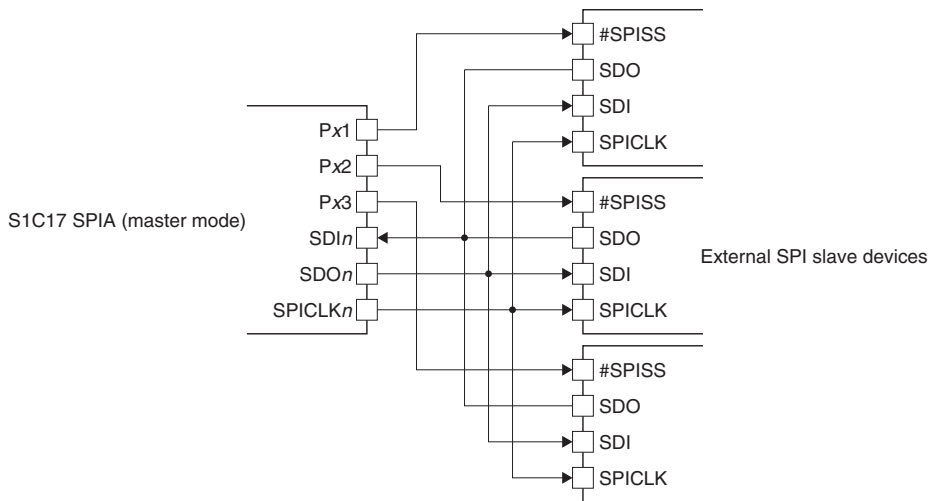 S1C17 SPIA (master mode)
Px1
Px2
Px3
SDIn
SDOn
SPICLKn
#SPISS
SDO
SDI
SPICLK
#SPISS
SDO
SDI
SPICLK
#SPISS
SDO
SDI
SPICLK
External SPI slave devices